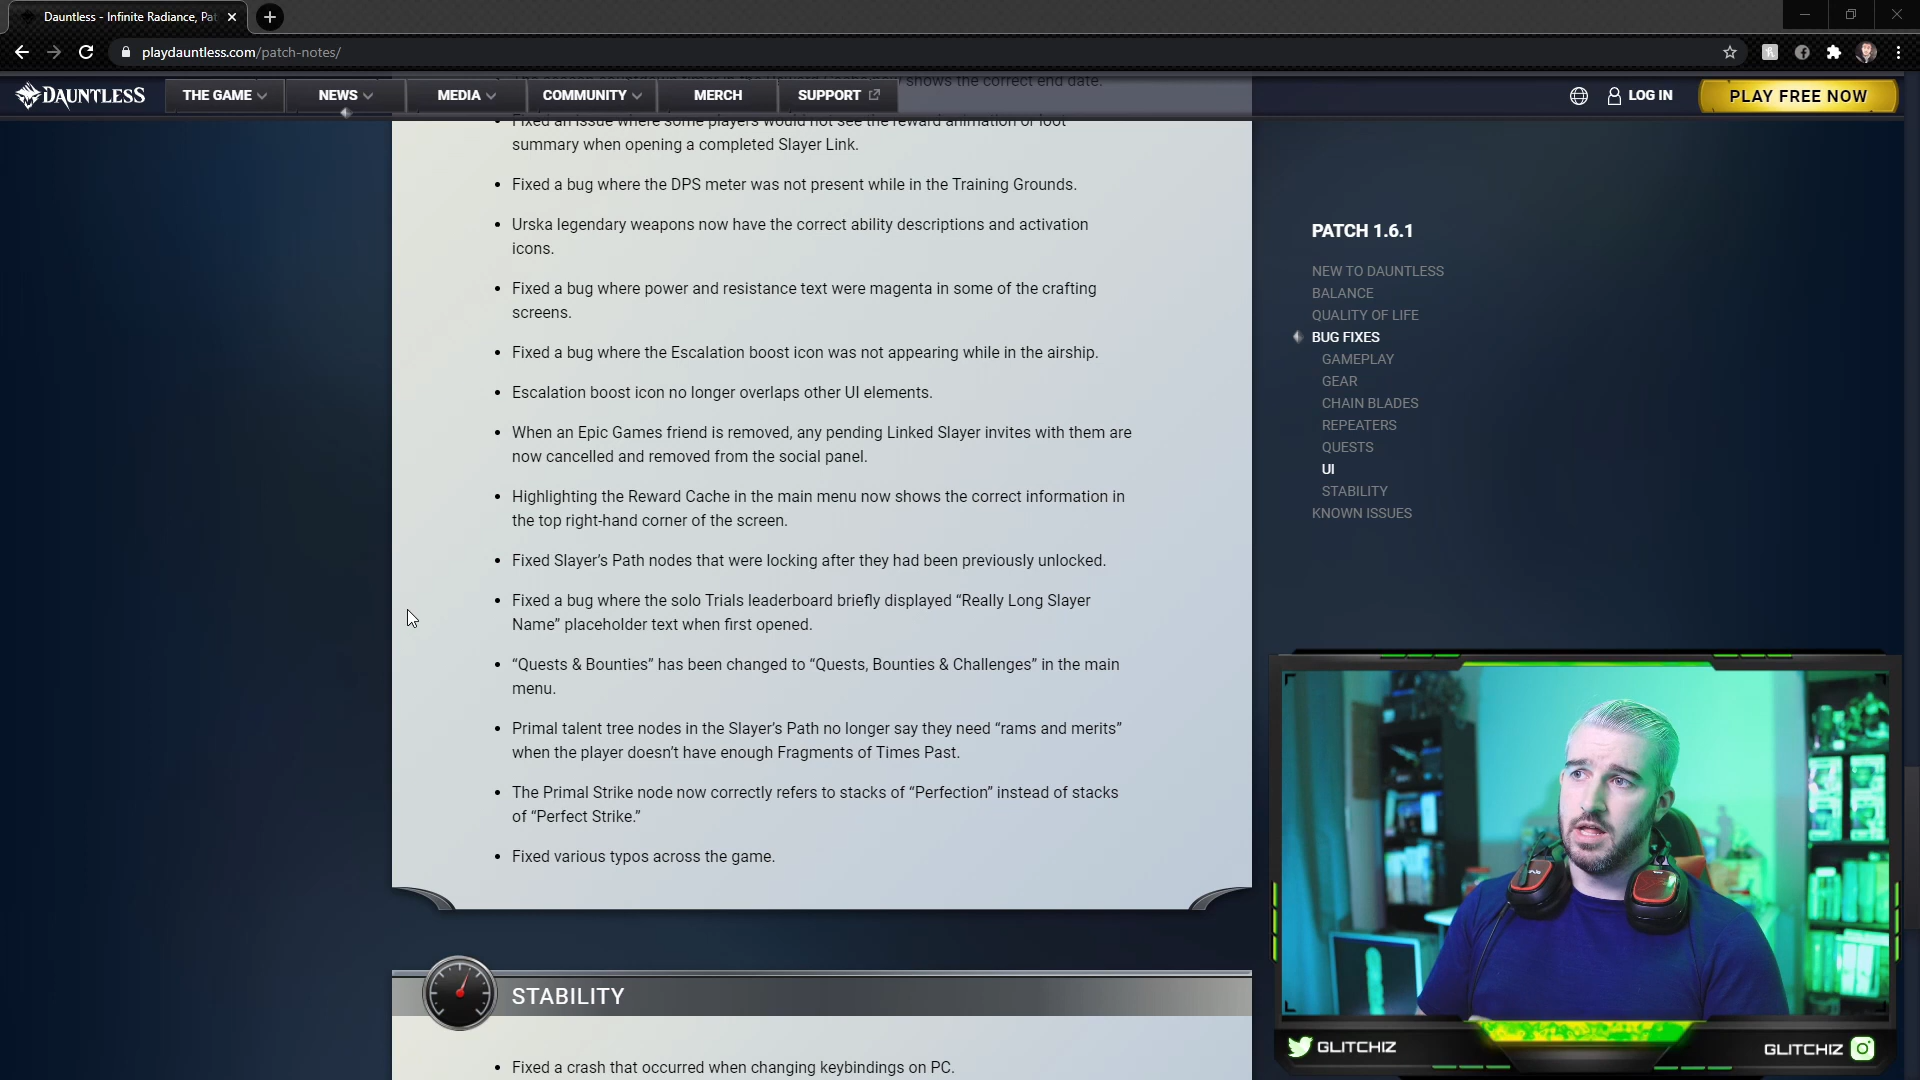 Dauntless - Infinite Radiance, Pat
playdauntless.com/patch-notes/
shows the correct end date.
DAUNTLESS
THE GAME
NEWS
MEDIA
COMMUNITY
MERCH
SUPPORT
LOG IN
PLAY FREE NOW
Fixed an issue where some players would not see the reward animation or loot
summary when opening a completed Slayer Link.
• Fixed a bug where the DPS meter was not present while in the Training Grounds.
• Urska legendary weapons now have the correct ability descriptions and activation
icons.
• Fixed a bug where power and resistance text were magenta in some of the crafting
screens.
• Fixed a bug where the Escalation boost icon was not appearing while in the airship.
• Escalation boost icon no longer overlaps other UI elements.
• When an Epic Games friend is removed, any pending Linked Slayer invites with them are
now cancelled and removed from the social panel.
• Highlighting the Reward Cache in the main menu now shows the correct information in
the top right-hand corner of the screen.
• Fixed Slayer’s Path nodes that were locking after they had been previously unlocked.
• Fixed a bug where the solo Trials leaderboard briefly displayed “Really Long Slayer
Name” placeholder text when first opened.
• “Quests & Bounties” has been changed to “Quests, Bounties & Challenges” in the main
menu.
• Primal talent tree nodes in the Slayer’s Path no longer say they need “rams and merits”
when the player doesn’t have enough Fragments of Times Past.
• The Primal Strike node now correctly refers to stacks of “Perfection” instead of stacks
of “Perfect Strike.”
• Fixed various typos across the game.
STABILITY
• Fixed a crash that occurred when changing keybindings on PC.
PATCH 1.6.1
NEW TO DAUNTLESS
BALANCE
QUALITY OF LIFE
BUG FIXES
GAMEPLAY
GEAR
CHAIN BLADES
REPEATERS
QUESTS
UI
STABILITY
KNOWN ISSUES
GLITCHIZ
GLITCHIZ